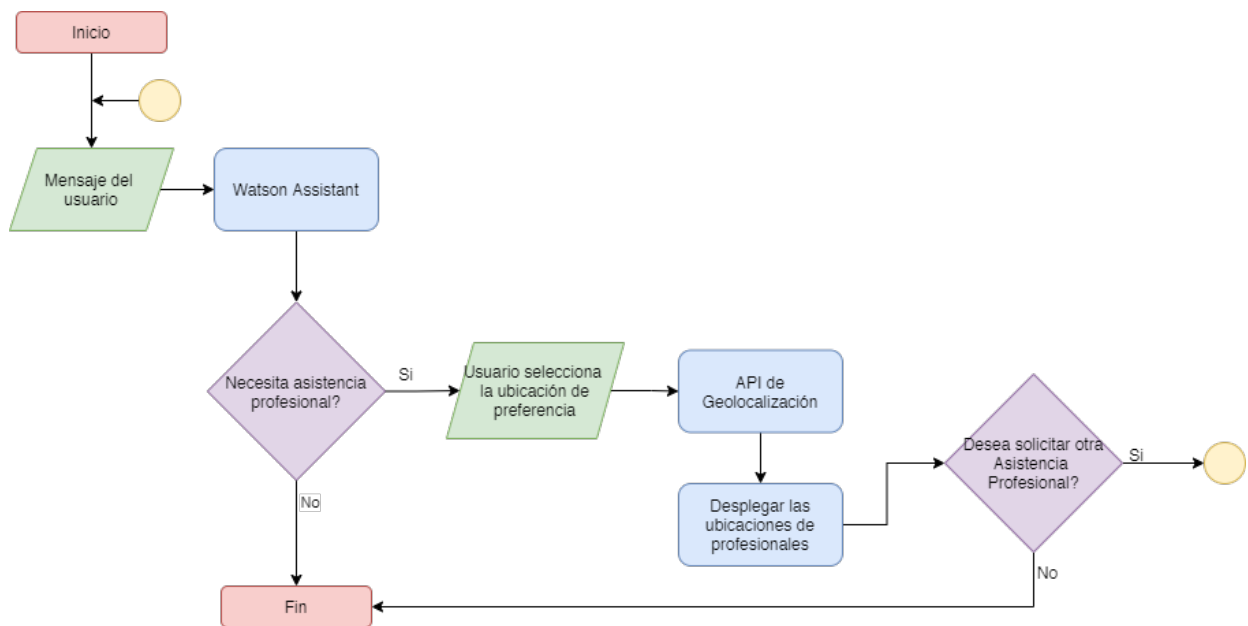 Inicio
Mensaje del
usuario
Watson Assistant
Necesita asistencia
profesional?
Si
No
Usuario selecciona
la ubicación de
preferencia
API de
Geolocalización
Desplegar las
ubicaciones de
profesionales
Desea solicitar otra
Asistencia
Profesional?
Si
No
Fin